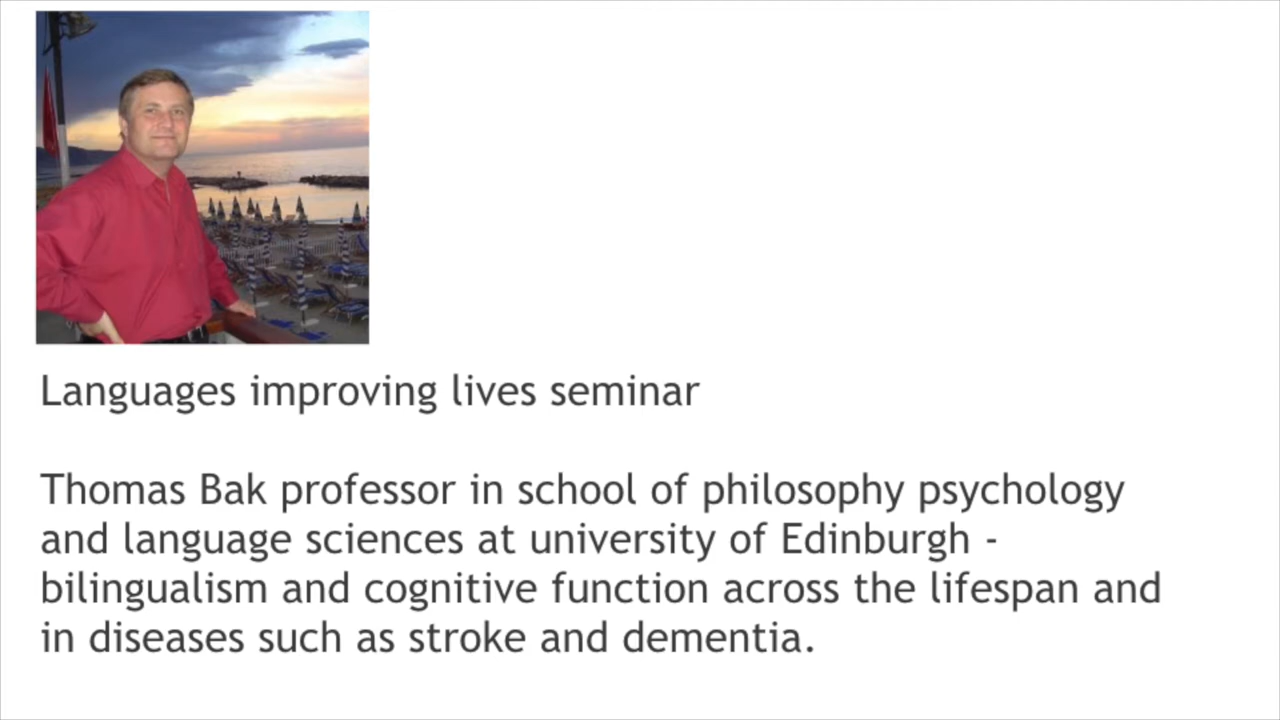 Languages improving lives seminar
Thomas Bak professor in school of philosophy psychology
and language sciences at university of Edinburgh -
bilingualism and cognitive function across the lifespan and
in diseases such as stroke and dementia.